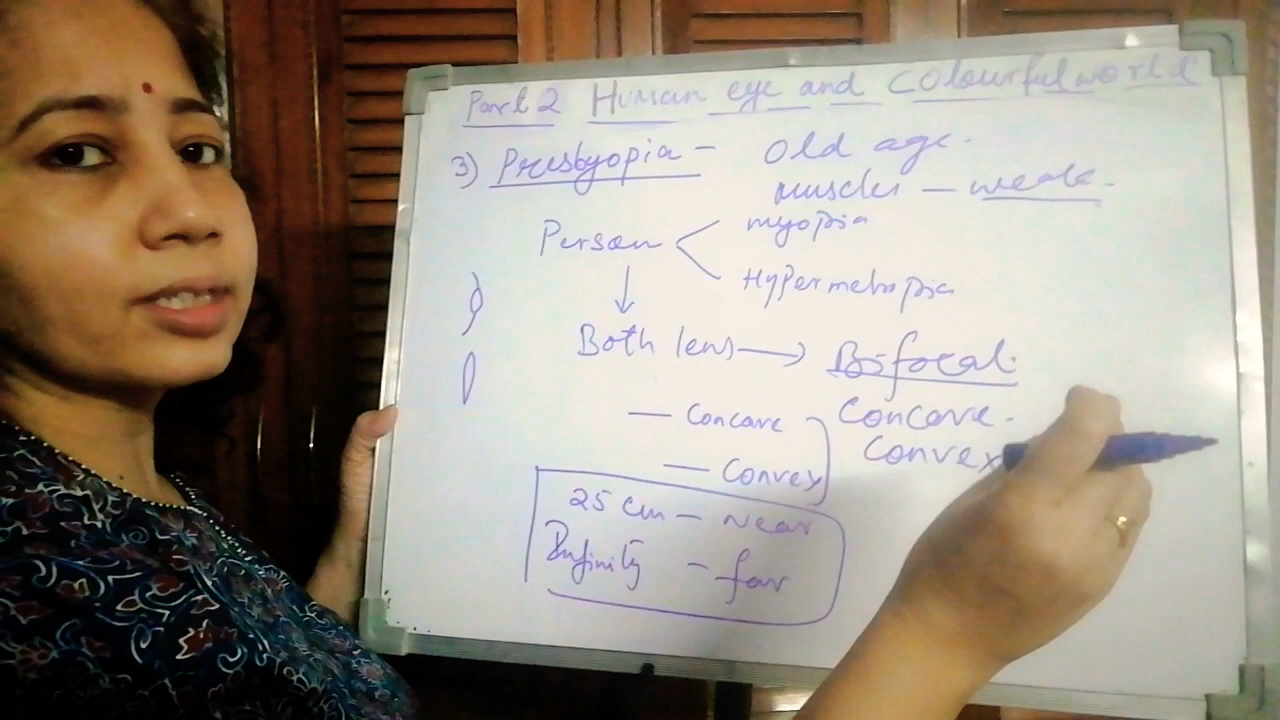 Part 2 Human eye and Colourful world
3) Presbyopia - Old age.
muscles - weak.
Person < myopia
Hypermetropia
↓
Both lens → Bifocal.
- Concave
- Convex
Concave.
Convex
25 cm - Near
Infinity - far